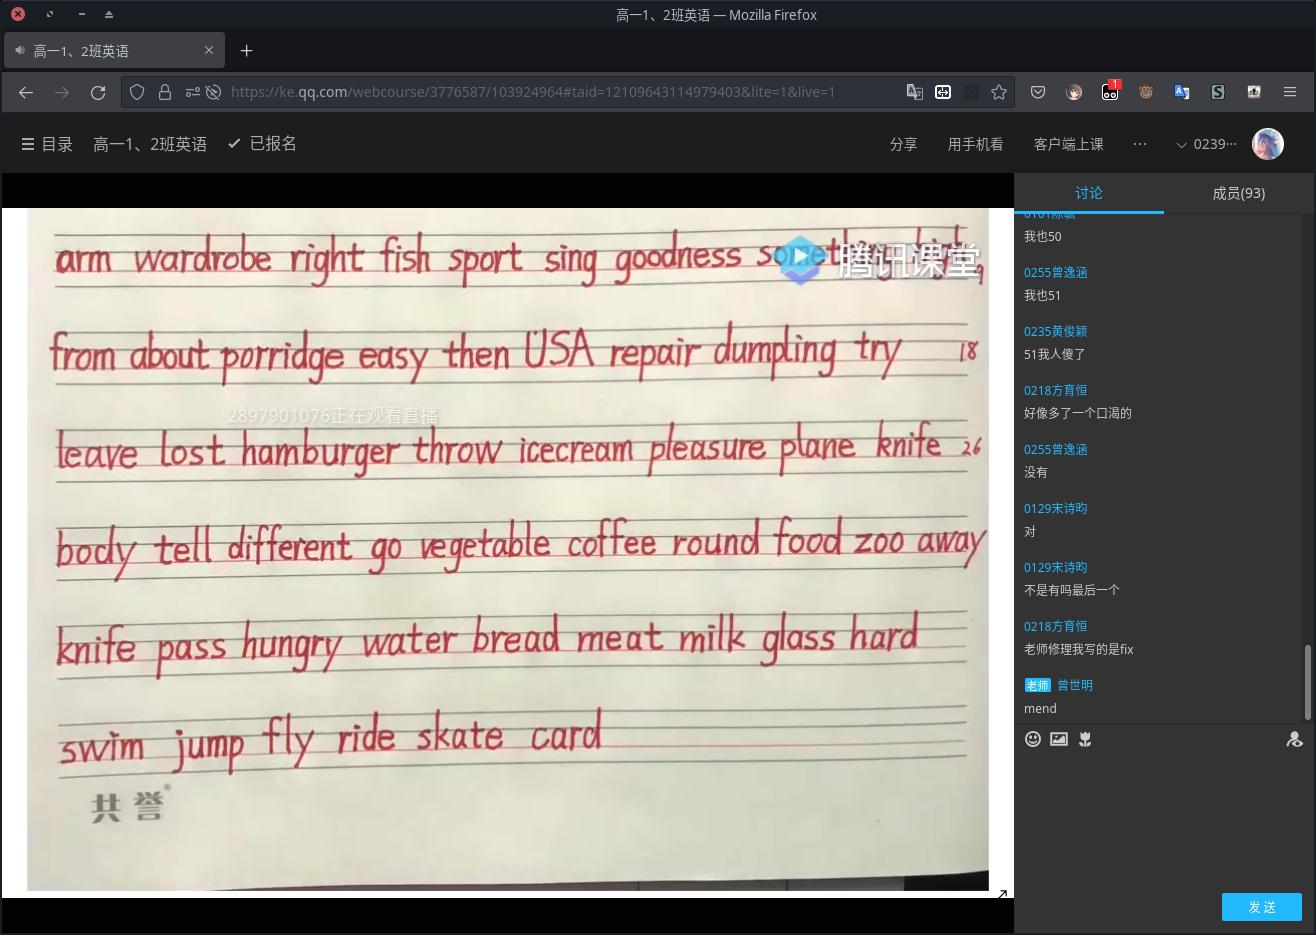 高一1、2班英语 — Mozilla Firefox
高一1、2班英语
https://ke.qq.com/webcourse/3776587/103924964#taid=12109643114979403&lite=1&live=1
1
目录 高一1、2班英语 已报名 分享 用手机看 客户端上课 ··· 0239···
arm wardrobe right fish sport sing goodness
腾讯课堂
from about porridge easy then USA repair dumpling try 18
2897901076正在观看直播
leave lost hamburger throw icecream pleasure plane knife 26
body tell different go vegetable coffee round food zoo away
knife pass hungry water bread meat milk glass hard
swim jump fly ride skate card
共誉®
讨论 成员(93)
我也50
0255曾逸涵
我也51
0235黄俊颖
51我人傻了
0218方育恒
好像多了一个口渴的
0255曾逸涵
没有
0129宋诗昀
对
0129宋诗昀
不是有吗最后一个
0218方育恒
老师修理我写的是fix
老师 曾世明
mend
发送